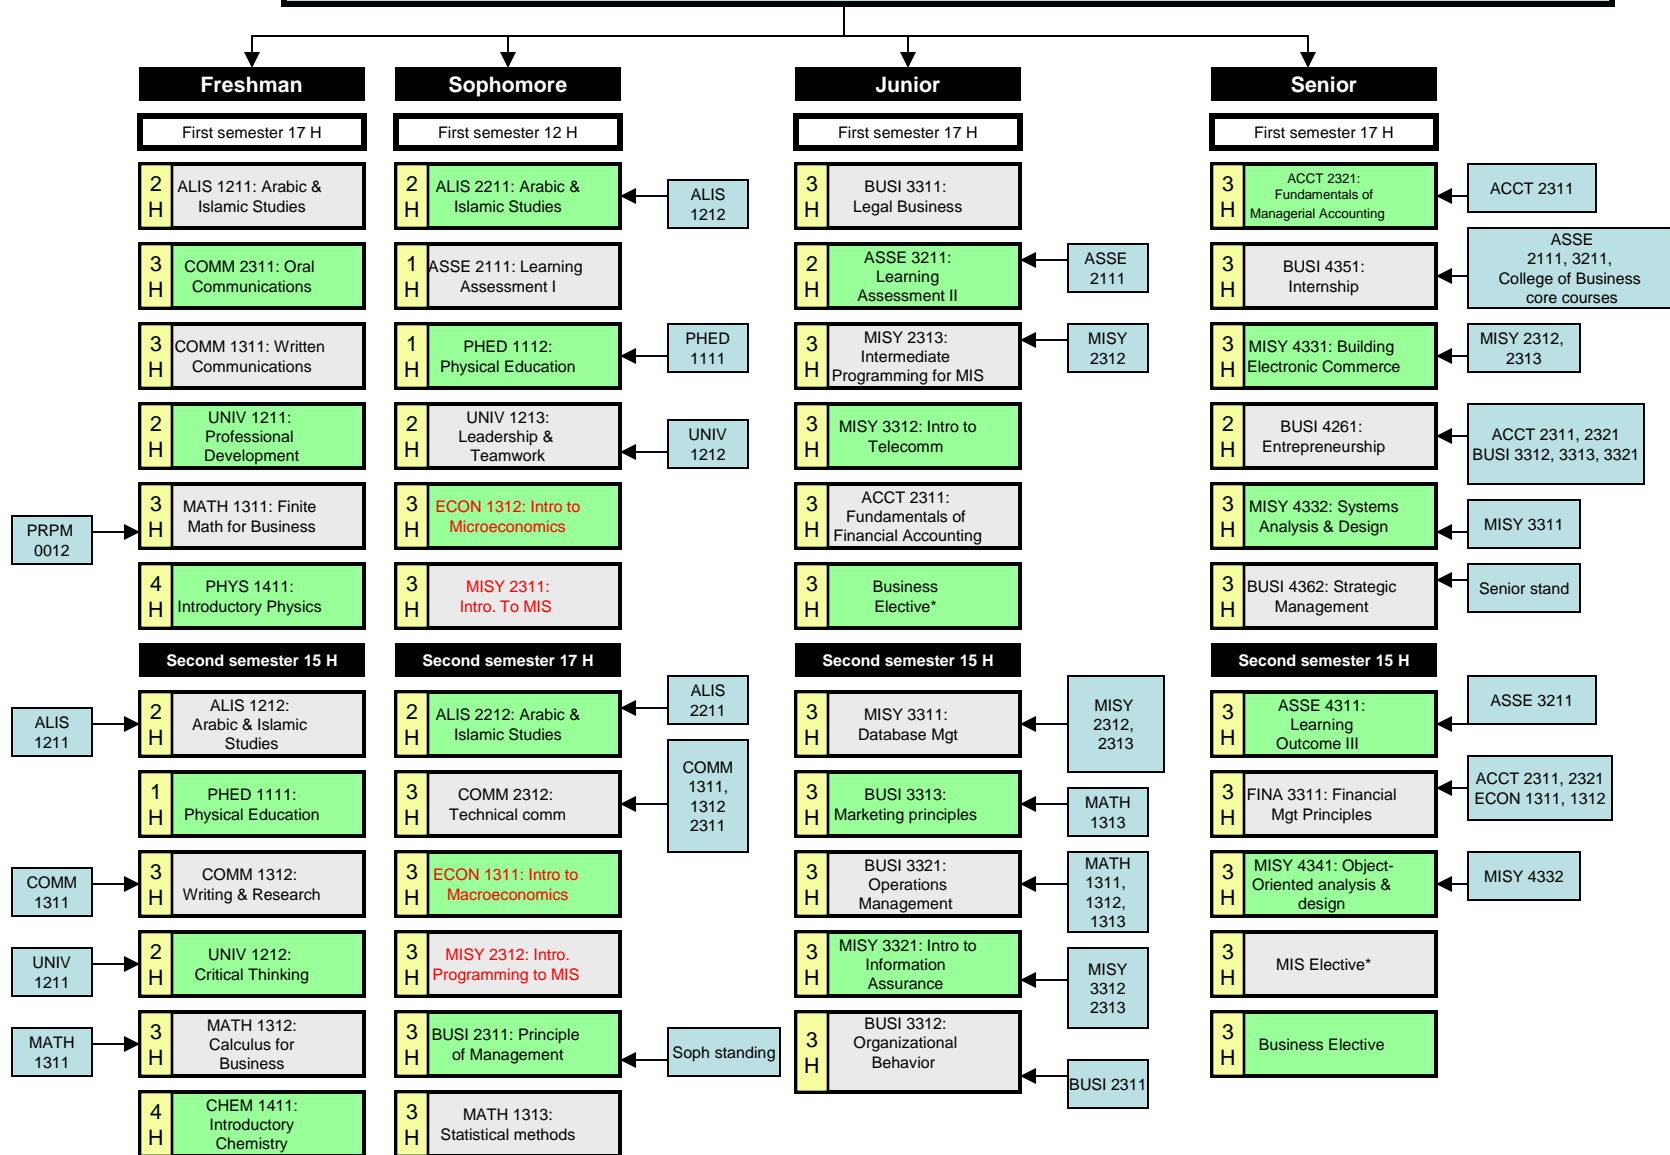 Freshman
First semester 17 H
2
H
ALIS 1211: Arabic &
Islamic Studies
3
H
COMM 2311: Oral
Communications
3
H
COMM 1311: Written
Communications
2
H
UNIV 1211:
Professional
Development
PRPM
0012
3
H
MATH 1311: Finite
Math for Business
4
H
PHYS 1411:
Introductory Physics
Second semester 15 H
ALIS
1211
2
H
ALIS 1212:
Arabic & Islamic
Studies
1
H
PHED 1111:
Physical Education
COMM
1311
3
H
COMM 1312:
Writing & Research
UNIV
1211
2
H
UNIV 1212:
Critical Thinking
MATH
1311
3
H
MATH 1312:
Calculus for
Business
4
H
CHEM 1411:
Introductory
Chemistry
Sophomore
First semester 12 H
2
H
ALIS 2211: Arabic &
Islamic Studies
ALIS
1212
1
H
ASSE 2111: Learning
Assessment I
1
H
PHED 1112:
Physical Education
PHED
1111
2
H
UNIV 1213:
Leadership &
Teamwork
UNIV
1212
3
H
ECON 1312: Intro to
Microeconomics
3
H
MISY 2311:
Intro. To MIS
Second semester 17 H
2
H
ALIS 2212: Arabic &
Islamic Studies
ALIS
2211
3
H
COMM 2312:
Technical comm
COMM
1311,
1312
2311
3
H
ECON 1311: Intro to
Macroeconomics
3
H
MISY 2312: Intro.
Programming to MIS
3
H
BUSI 2311: Principle
of Management
Soph standing
3
H
MATH 1313:
Statistical methods
Junior
First semester 17 H
3
H
BUSI 3311:
Legal Business
2
H
ASSE 3211:
Learning
Assessment II
ASSE
2111
3
H
MISY 2313:
Intermediate
Programming for MIS
MISY
2312
3
H
MISY 3312: Intro to
Telecomm
3
H
ACCT 2311:
Fundamentals of
Financial Accounting
3
H
Business
Elective*
Second semester 15 H
3
H
MISY 3311:
Database Mgt
MISY
2312,
2313
3
H
BUSI 3313:
Marketing principles
MATH
1313
3
H
BUSI 3321:
Operations
Management
MATH
1311,
1312,
1313
3
H
MISY 3321: Intro to
Information
Assurance
MISY
3312
2313
3
H
BUSI 3312:
Organizational
Behavior
BUSI 2311
Senior
First semester 17 H
3
H
ACCT 2321:
Fundamentals of
Managerial Accounting
ACCT 2311
3
H
BUSI 4351:
Internship
ASSE
2111, 3211,
College of Business
core courses
3
H
MISY 4331: Building
Electronic Commerce
MISY 2312,
2313
2
H
BUSI 4261:
Entrepreneurship
ACCT 2311, 2321
BUSI 3312, 3313, 3321
3
H
MISY 4332: Systems
Analysis & Design
MISY 3311
3
H
BUSI 4362: Strategic
Management
Senior stand
Second semester 15 H
3
H
ASSE 4311:
Learning
Outcome III
ASSE 3211
3
H
FINA 3311: Financial
Mgt Principles
ACCT 2311, 2321
ECON 1311, 1312
3
H
MISY 4341: Object-
Oriented analysis &
design
MISY 4332
3
H
MIS Elective*
3
H
Business Elective